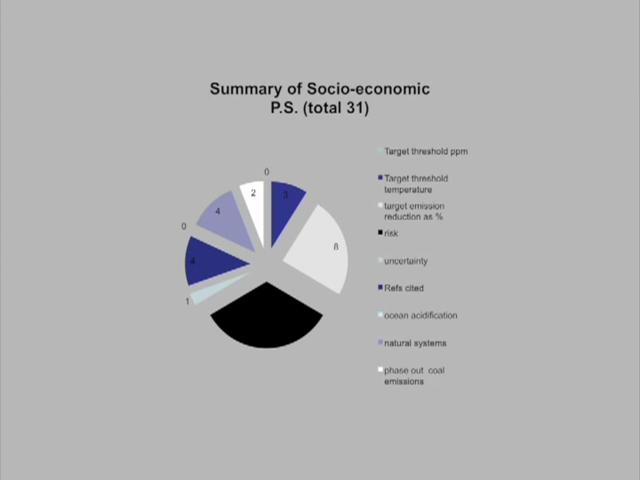 Summary of Socio-economic
P.S. (total 31)
0
3
8
1
4
0
4
2
Target threshold ppm
Target threshold
temperature
target emission
reduction as %
risk
uncertainty
Refs cited
ocean acidification
natural systems
phase out coal
emissions